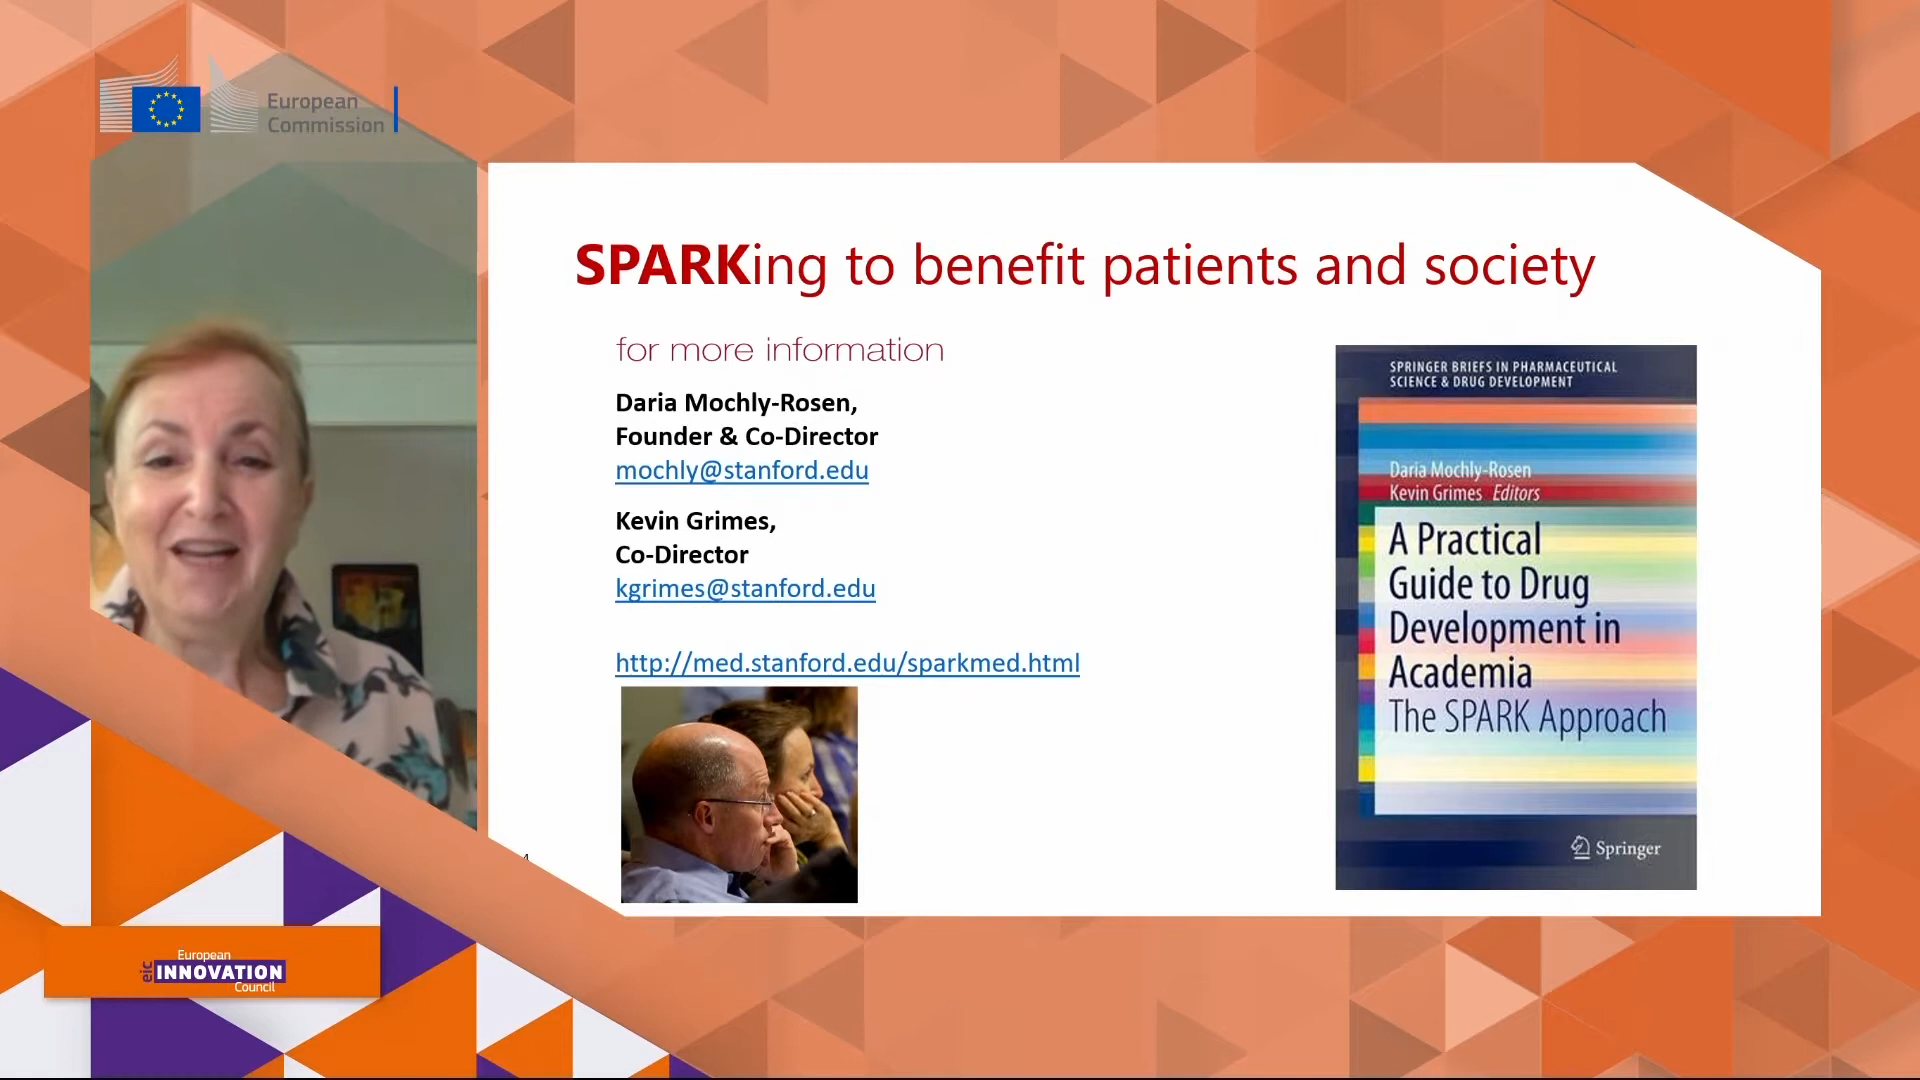 European
Commission
SPARKing to benefit patients and society
for more information
Daria Mochly-Rosen,
Founder & Co-Director
mochly@stanford.edu
Kevin Grimes,
Co-Director
kgrimes@stanford.edu
http://med.stanford.edu/sparkmed.html
SPRINGER BRIEFS IN PHARMACEUTICAL
SCIENCE & DRUG DEVELOPMENT
Daria Mochly-Rosen
Kevin Grimes Editors
A Practical
Guide to Drug
Development in
Academia
The SPARK Approach
Springer
European
eic INNOVATION
Council